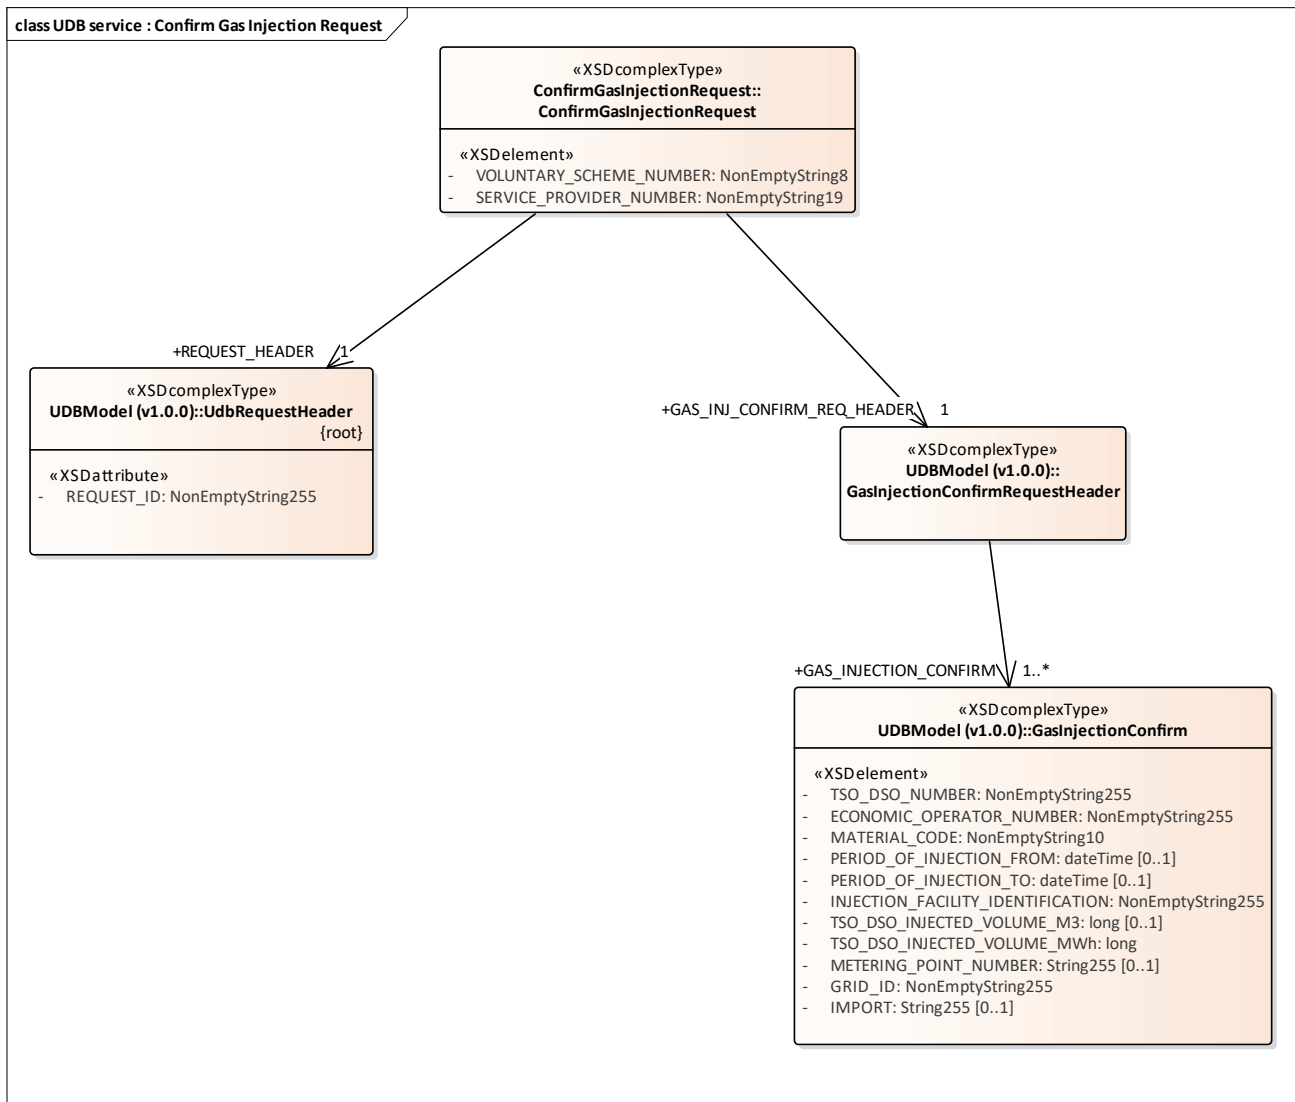 class UDB service : Confirm Gas Injection Request
«XSDcomplexType»
ConfirmGasInjectionRequest::
ConfirmGasInjectionRequest
«XSDelement»
- VOLUNTARY_SCHEME_NUMBER: NonEmptyString8
- SERVICE_PROVIDER_NUMBER: NonEmptyString19
+REQUEST_HEADER 1
«XSDcomplexType»
UDBModel (v1.0.0)::UdbRequestHeader
{root}
«XSDattribute»
- REQUEST_ID: NonEmptyString255
+GAS_INJ_CONFIRM_REQ_HEADER 1
«XSDcomplexType»
UDBModel (v1.0.0)::
GasInjectionConfirmRequestHeader
+GAS_INJECTION_CONFIRM 1..*
«XSDcomplexType»
UDBModel (v1.0.0)::GasInjectionConfirm
«XSDelement»
- TSO_DSO_NUMBER: NonEmptyString255
- ECONOMIC_OPERATOR_NUMBER: NonEmptyString255
- MATERIAL_CODE: NonEmptyString10
- PERIOD_OF_INJECTION_FROM: dateTime [0..1]
- PERIOD_OF_INJECTION_TO: dateTime [0..1]
- INJECTION_FACILITY_IDENTIFICATION: NonEmptyString255
- TSO_DSO_INJECTED_VOLUME_M3: long [0..1]
- TSO_DSO_INJECTED_VOLUME_MWh: long
- METERING_POINT_NUMBER: String255 [0..1]
- GRID_ID: NonEmptyString255
- IMPORT: String255 [0..1]